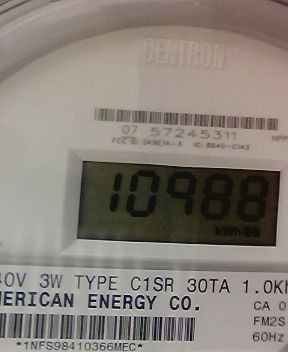 CENTRON®
07 57245311
10988
kWh
40V 3W TYPE C1SR 30TA 1.0K
MERICAN ENERGY CO.
CA 0
FM2S
60Hz
*1NFS98410366MEC*